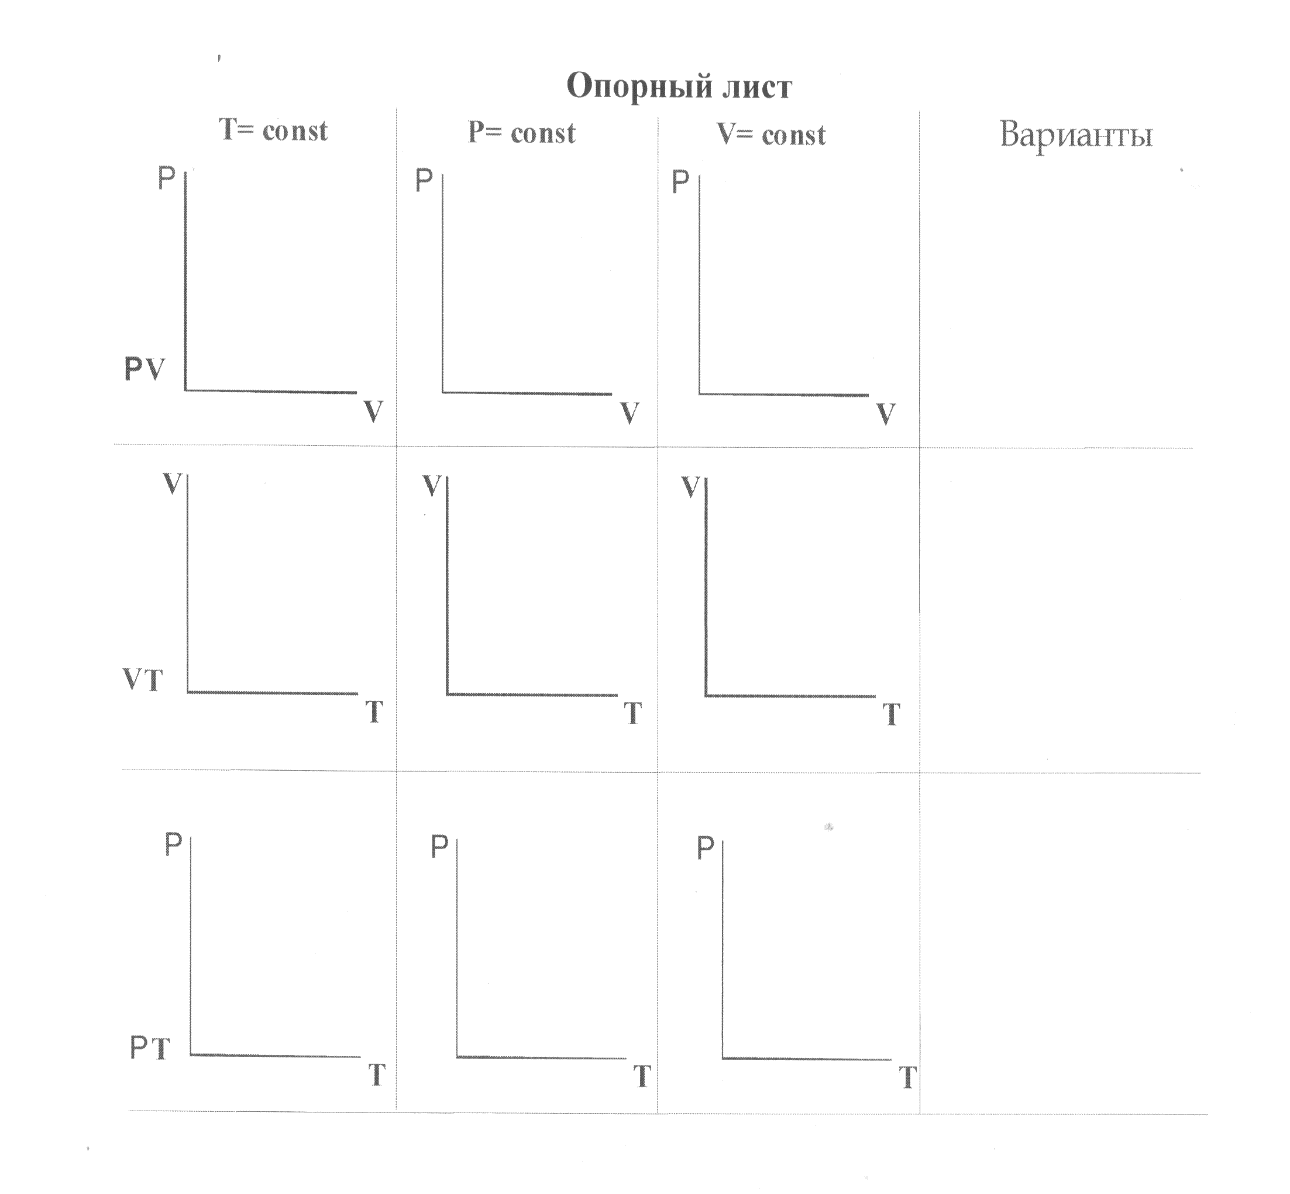 Опорный лист
T= const P= const V= const Варианты
P P P
PV
V V V
V V V
VT
T T T
P P P
PT
T T T